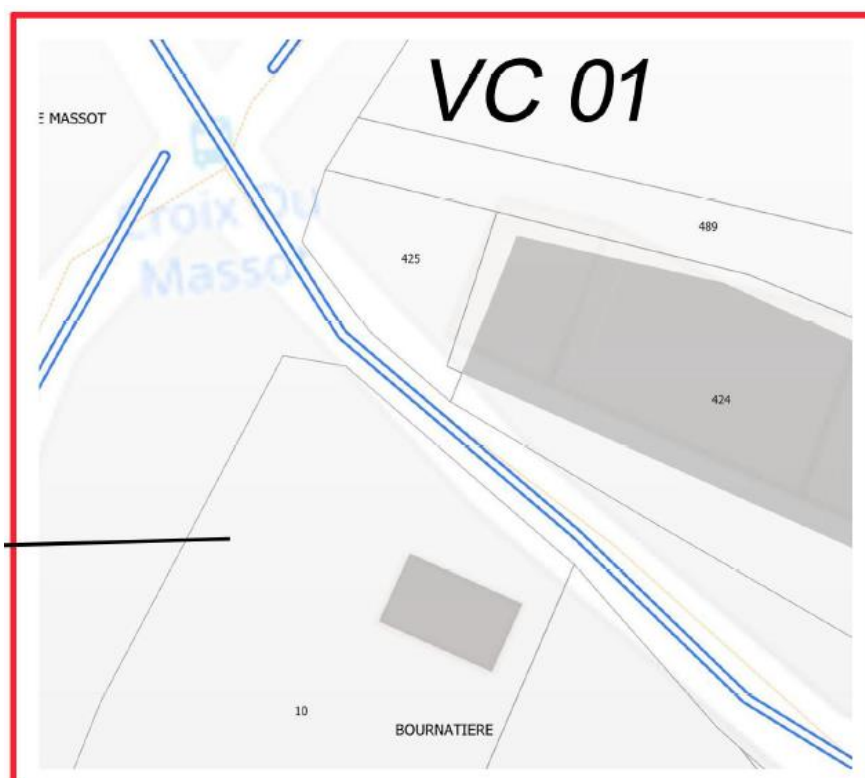 VC 01
E MASSOT
Croix Du
Massot
489
425
424
10
BOURNATIERE